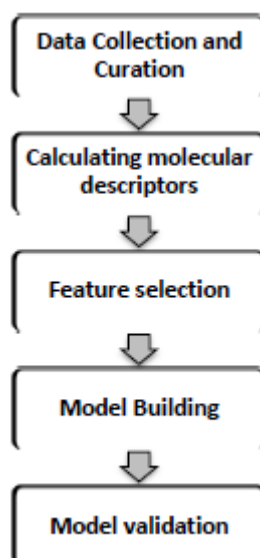 Data Collection and
Curation
Calculating molecular
descriptors
Feature selection
Model Building
Model validation